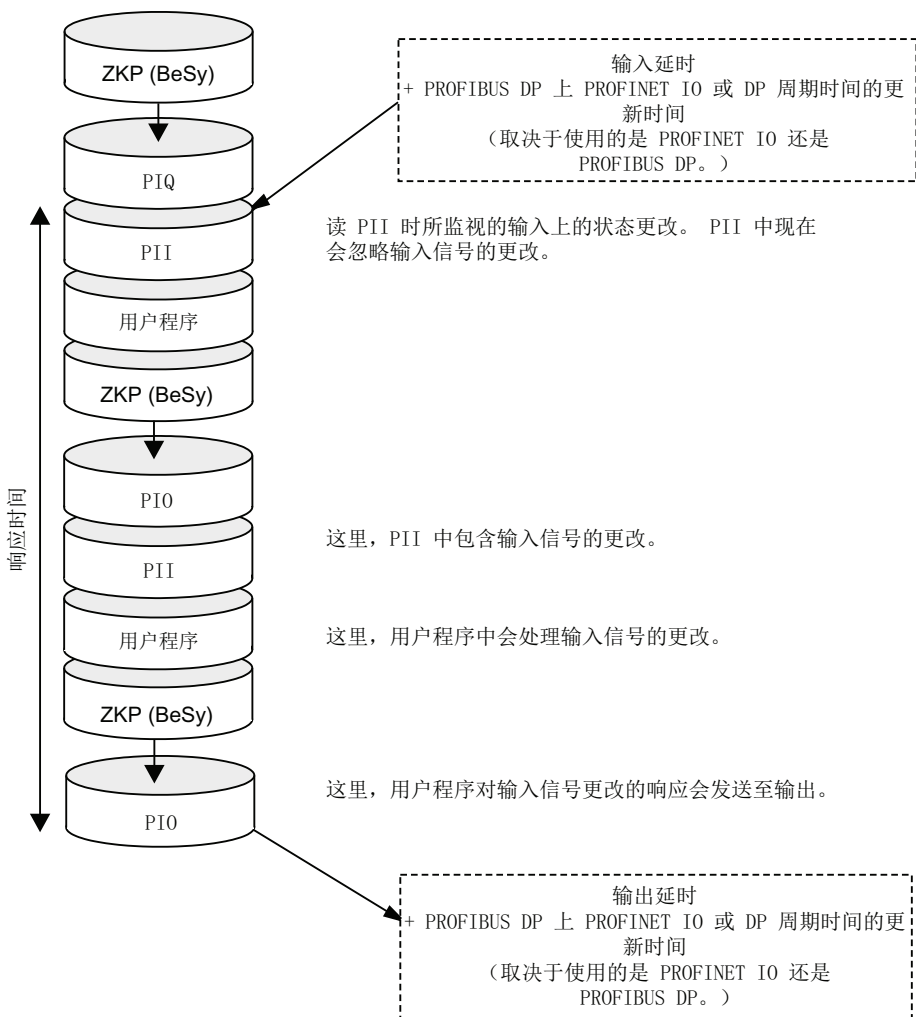 ZKP (BeSy)
输入延时
+ PROFIBUS DP 上 PROFINET IO 或 DP 周期时间的更
新时间
(取决于使用的是 PROFINET IO 还是
PROFIBUS DP。)
PIQ
PII
读 PII 时所监视的输入上的状态更改。 PII 中现在
会忽略输入信号的更改。
用户程序
ZKP (BeSy)
响应时间
PIO
PII
这里，PII 中包含输入信号的更改。
用户程序
这里，用户程序中会处理输入信号的更改。
ZKP (BeSy)
PIO
这里，用户程序对输入信号更改的响应会发送至输出。
输出延时
+ PROFIBUS DP 上 PROFINET IO 或 DP 周期时间的更
新时间
(取决于使用的是 PROFINET IO 还是
PROFIBUS DP。)